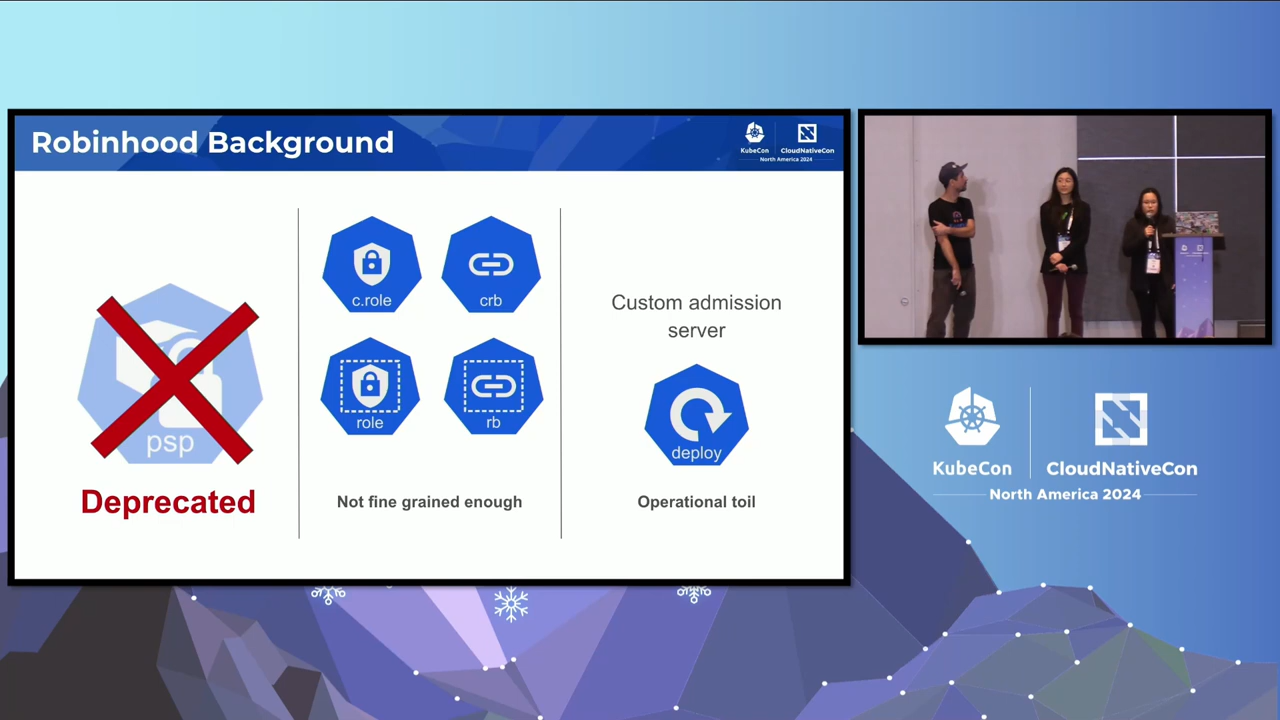 Robinhood Background
KubeCon
CloudNativeCon
North America 2024
psp
Deprecated
c.role
crb
role
rb
Not fine grained enough
Custom admission
server
deploy
Operational toil
KubeCon
CloudNativeCon
North America 2024